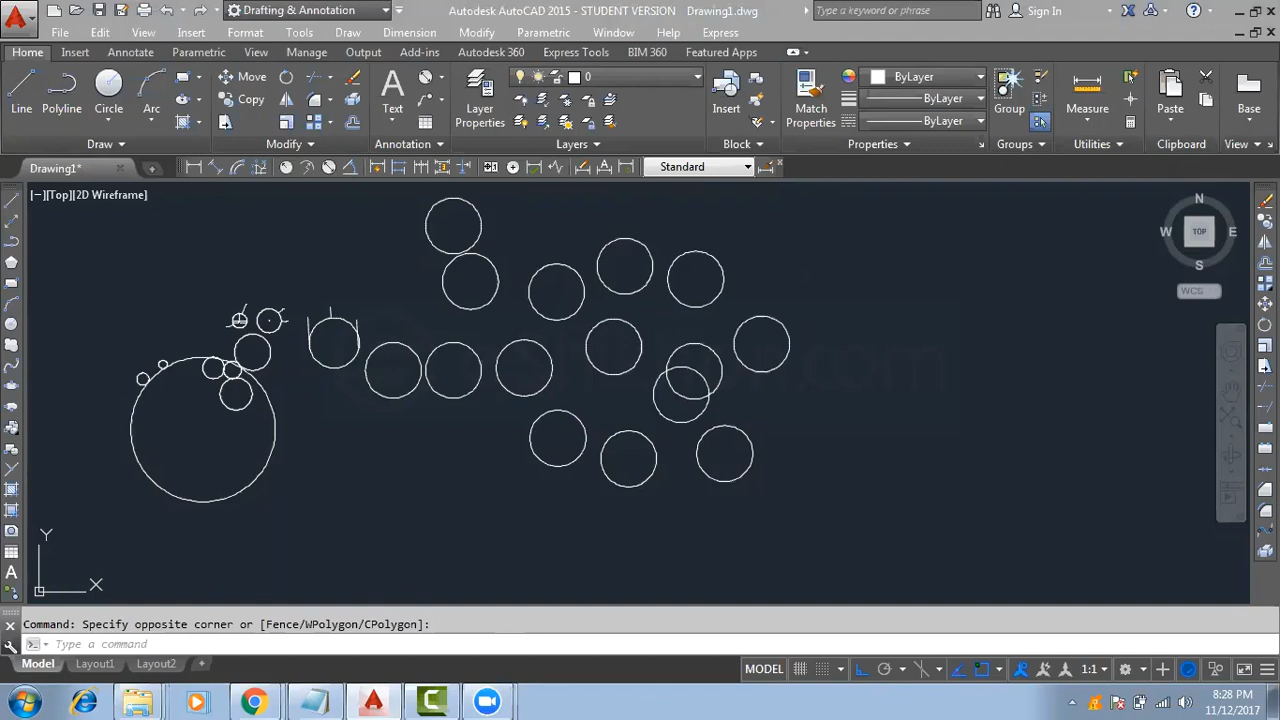 Drafting & Annotation
Autodesk AutoCAD 2015 - STUDENT VERSION Drawing1.dwg
Type a keyword or phrase
Sign In
File Edit View Insert Format Tools Draw Dimension Modify Parametric Window Help Express
Home Insert Annotate Parametric View Manage Output Add-ins Autodesk 360 Express Tools BIM 360 Featured Apps
Line Polyline Circle Arc
Move
Copy
Text
Layer
Properties
0
Insert
Match
Properties
ByLayer
ByLayer
ByLayer
Group
Measure
Paste
Base
Draw Modify Annotation Layers Block Properties Groups Utilities Clipboard View
Drawing1*
Standard
[−][Top][2D Wireframe]
N
W TOP E
S
WCS
Y
X
Command: Specify opposite corner or [Fence/WPolygon/CPolygon]:
Type a command
Model Layout1 Layout2
MODEL
1:1
8:28 PM
11/12/2017